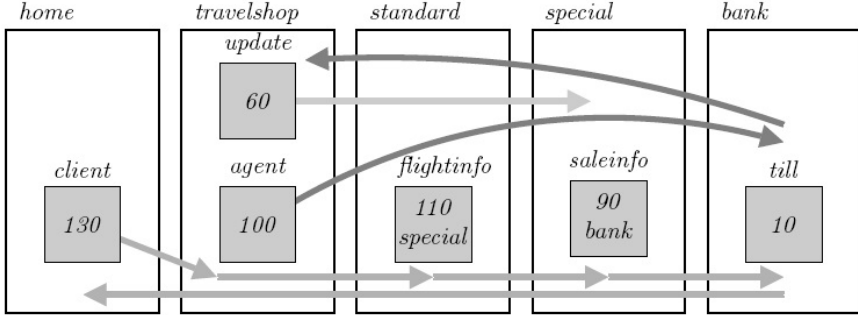 home travelshop standard special bank
update
60
client agent flightinfo saleinfo till
130 100 110 special 90 bank 10